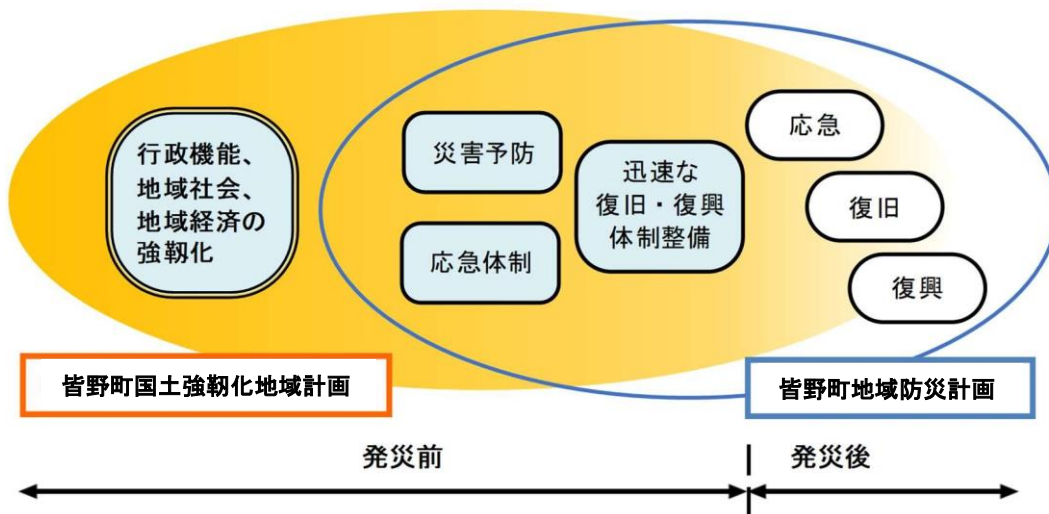 行政機能、
地域社会、
地域経済の
強靱化
災害予防
応急体制
迅速な
復旧・復興
体制整備
応急
復旧
復興
皆野町国土強靱化地域計画
皆野町地域防災計画
発災前
発災後